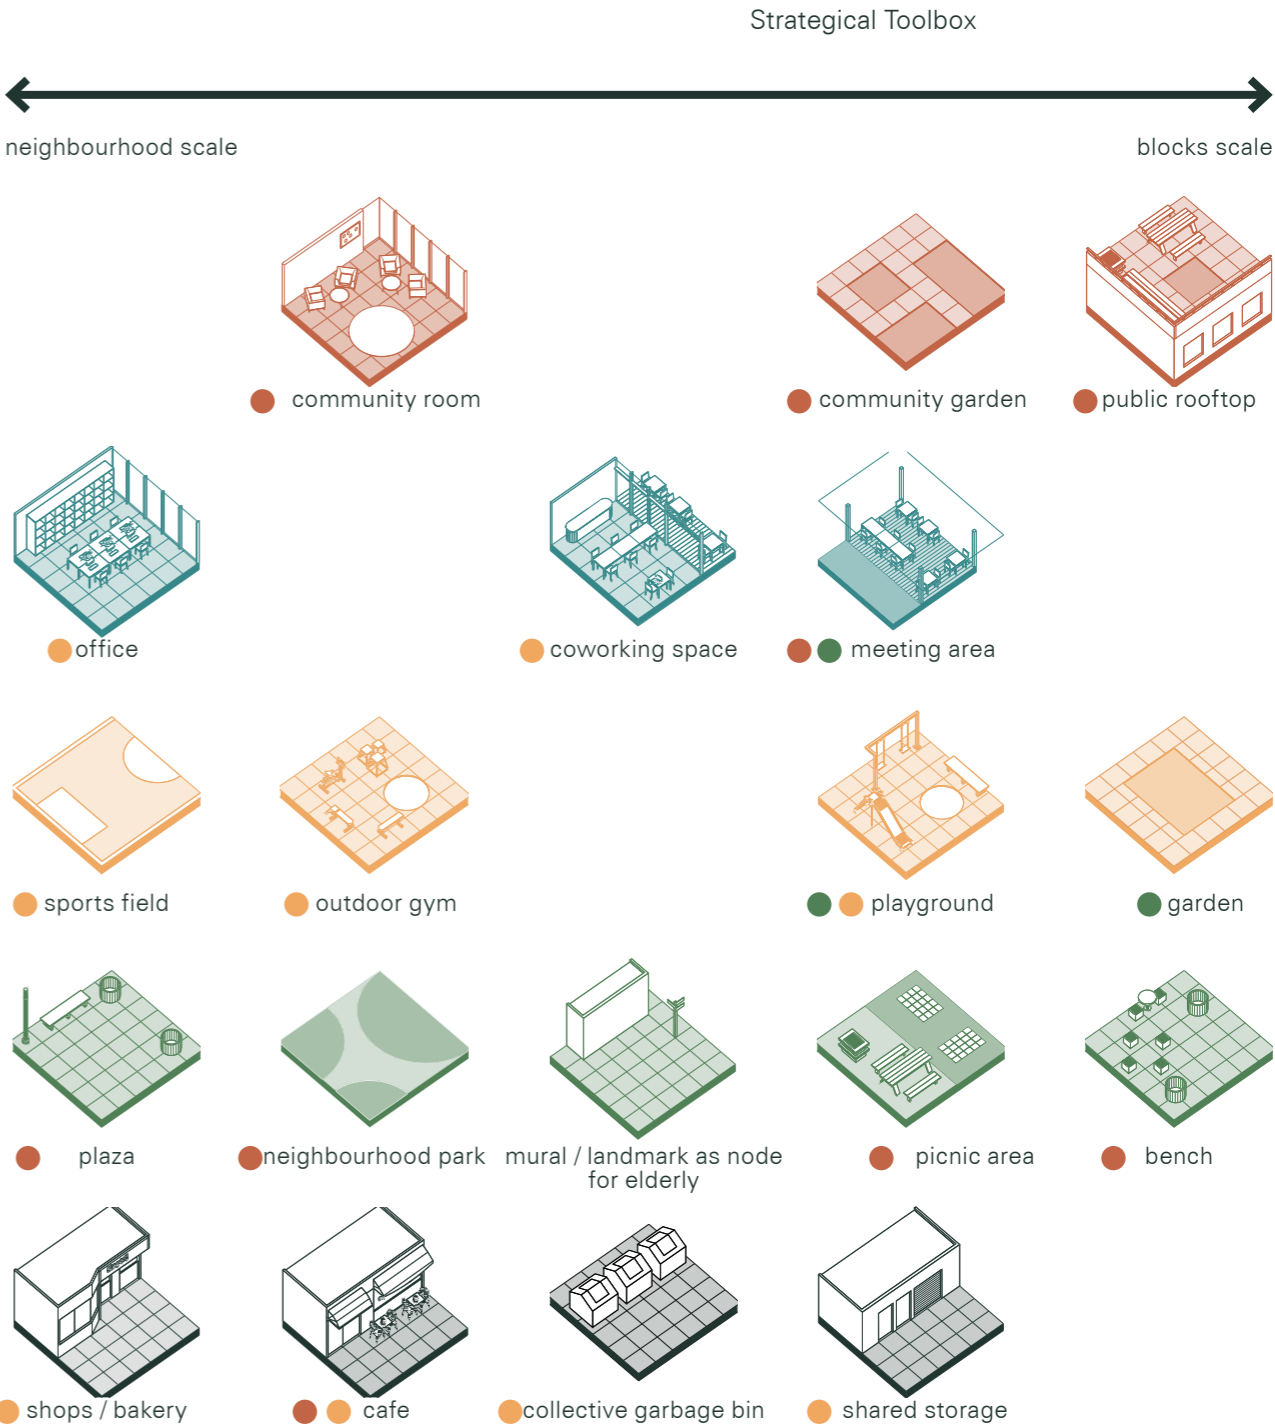 Strategical Toolbox
neighbourhood scale
blocks scale
community room
community garden
public rooftop
office
coworking space
meeting area
sports field
outdoor gym
playground
garden
plaza
neighbourhood park
mural / landmark as node
for elderly
picnic area
bench
shops / bakery
cafe
collective garbage bin
shared storage